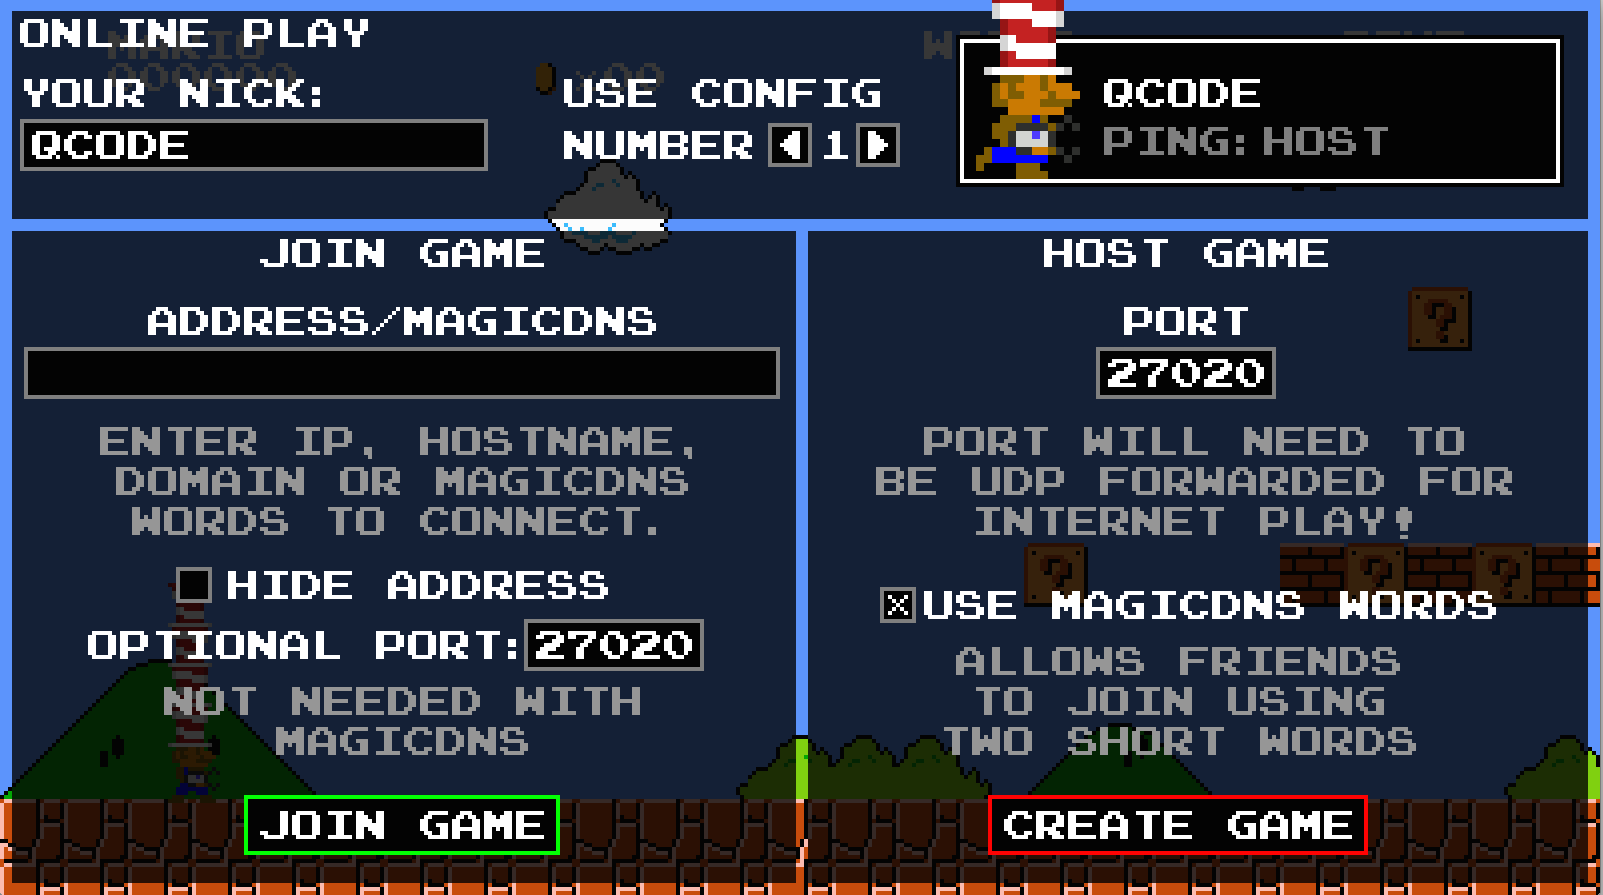 ONLINE PLAY
MARIO
000000
×00
YOUR NICK:
QCODE
USE CONFIG
NUMBER 1
QCODE
PING: HOST
JOIN GAME
ADDRESS/MAGICDNS
ENTER IP, HOSTNAME,
DOMAIN OR MAGICDNS
WORDS TO CONNECT.
HIDE ADDRESS
OPTIONAL PORT: 27020
NOT NEEDED WITH
MAGICDNS
JOIN GAME
HOST GAME
PORT
27020
PORT WILL NEED TO
BE UDP FORWARDED FOR
INTERNET PLAY!
X USE MAGICDNS WORDS
ALLOWS FRIENDS
TO JOIN USING
TWO SHORT WORDS
CREATE GAME